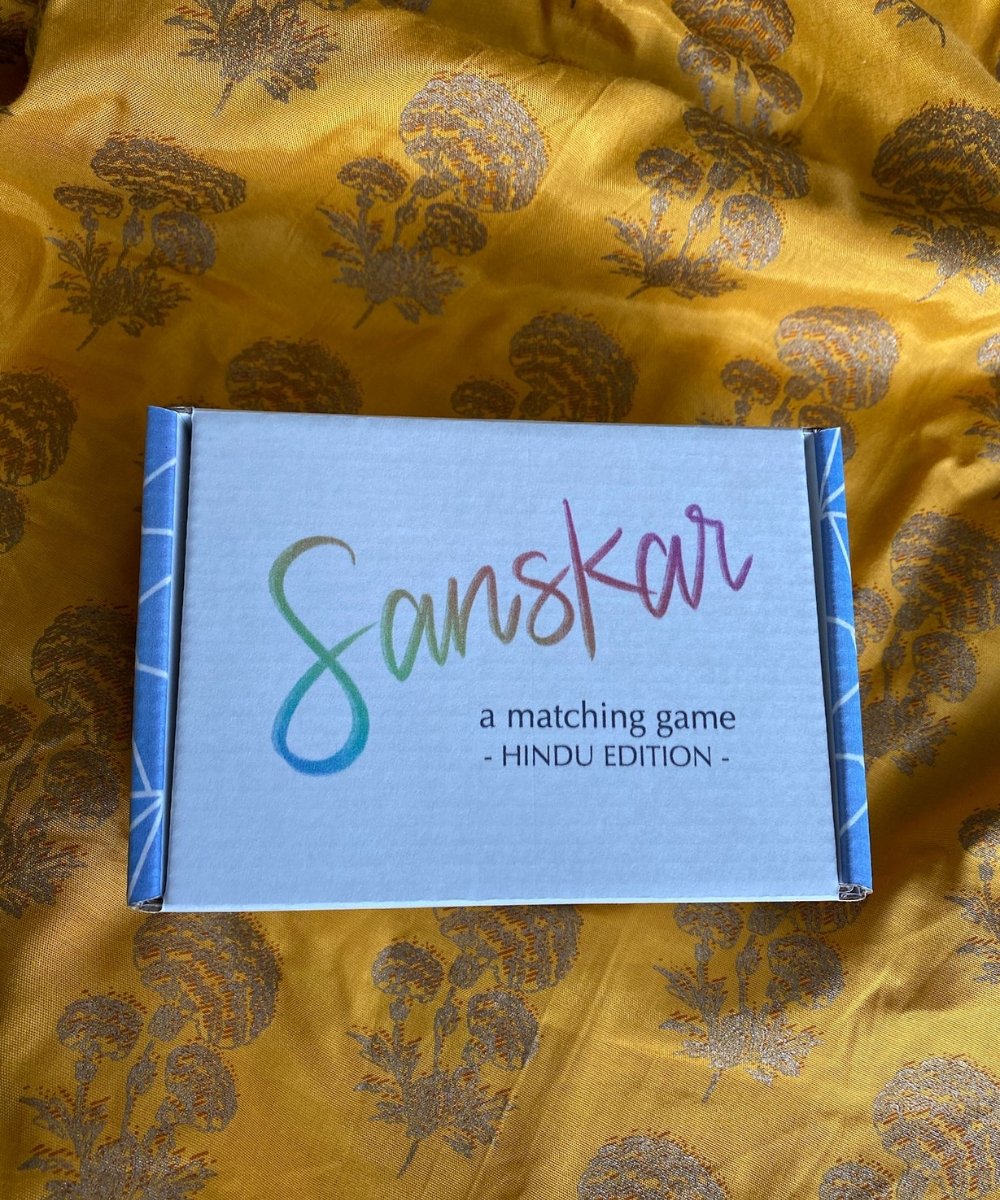 Sanskar
a matching game
- HINDU EDITION -